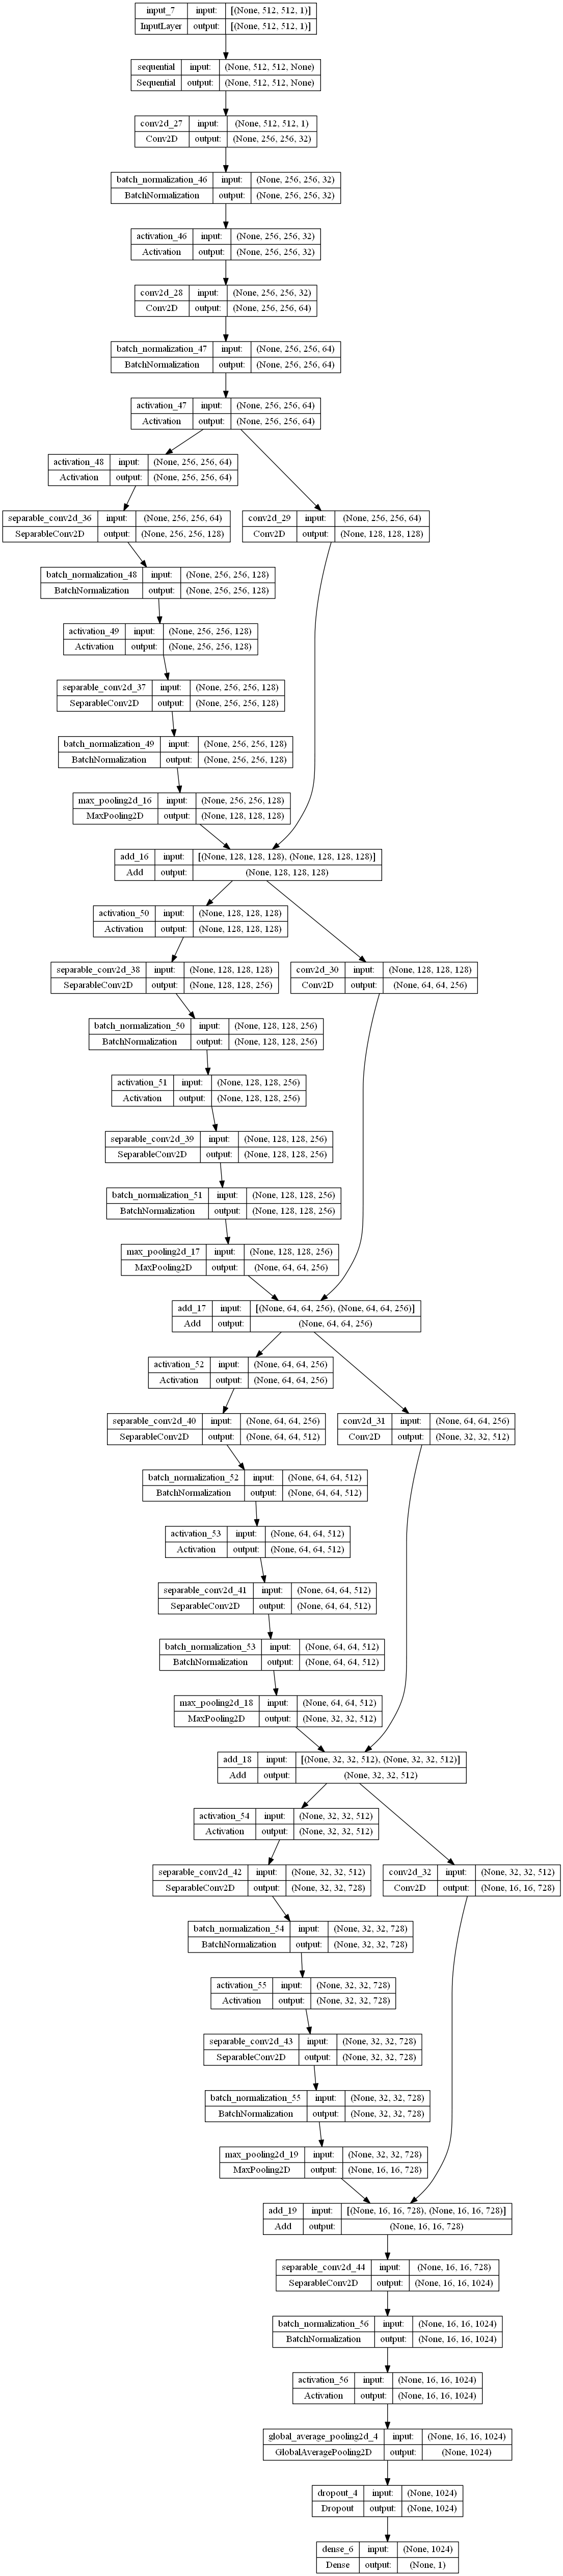 input_7 input: [(None, 512, 512, 1)]
InputLayer output: [(None, 512, 512, 1)]
sequential input: (None, 512, 512, None)
Sequential output: (None, 512, 512, None)
conv2d_27 input: (None, 512, 512, 1)
Conv2D output: (None, 256, 256, 32)
batch_normalization_46 input: (None, 256, 256, 32)
BatchNormalization output: (None, 256, 256, 32)
activation_46 input: (None, 256, 256, 32)
Activation output: (None, 256, 256, 32)
conv2d_28 input: (None, 256, 256, 32)
Conv2D output: (None, 256, 256, 64)
batch_normalization_47 input: (None, 256, 256, 64)
BatchNormalization output: (None, 256, 256, 64)
activation_47 input: (None, 256, 256, 64)
Activation output: (None, 256, 256, 64)
activation_48 input: (None, 256, 256, 64)
Activation output: (None, 256, 256, 64)
separable_conv2d_36 input: (None, 256, 256, 64)
SeparableConv2D output: (None, 256, 256, 128)
conv2d_29 input: (None, 256, 256, 64)
Conv2D output: (None, 128, 128, 128)
batch_normalization_48 input: (None, 256, 256, 128)
BatchNormalization output: (None, 256, 256, 128)
activation_49 input: (None, 256, 256, 128)
Activation output: (None, 256, 256, 128)
separable_conv2d_37 input: (None, 256, 256, 128)
SeparableConv2D output: (None, 256, 256, 128)
batch_normalization_49 input: (None, 256, 256, 128)
BatchNormalization output: (None, 256, 256, 128)
max_pooling2d_16 input: (None, 256, 256, 128)
MaxPooling2D output: (None, 128, 128, 128)
add_16 input: [(None, 128, 128, 128), (None, 128, 128, 128)]
Add output: (None, 128, 128, 128)
activation_50 input: (None, 128, 128, 128)
Activation output: (None, 128, 128, 128)
separable_conv2d_38 input: (None, 128, 128, 128)
SeparableConv2D output: (None, 128, 128, 256)
conv2d_30 input: (None, 128, 128, 128)
Conv2D output: (None, 64, 64, 256)
batch_normalization_50 input: (None, 128, 128, 256)
BatchNormalization output: (None, 128, 128, 256)
activation_51 input: (None, 128, 128, 256)
Activation output: (None, 128, 128, 256)
separable_conv2d_39 input: (None, 128, 128, 256)
SeparableConv2D output: (None, 128, 128, 256)
batch_normalization_51 input: (None, 128, 128, 256)
BatchNormalization output: (None, 128, 128, 256)
max_pooling2d_17 input: (None, 128, 128, 256)
MaxPooling2D output: (None, 64, 64, 256)
add_17 input: [(None, 64, 64, 256), (None, 64, 64, 256)]
Add output: (None, 64, 64, 256)
activation_52 input: (None, 64, 64, 256)
Activation output: (None, 64, 64, 256)
separable_conv2d_40 input: (None, 64, 64, 256)
SeparableConv2D output: (None, 64, 64, 512)
conv2d_31 input: (None, 64, 64, 256)
Conv2D output: (None, 32, 32, 512)
batch_normalization_52 input: (None, 64, 64, 512)
BatchNormalization output: (None, 64, 64, 512)
activation_53 input: (None, 64, 64, 512)
Activation output: (None, 64, 64, 512)
separable_conv2d_41 input: (None, 64, 64, 512)
SeparableConv2D output: (None, 64, 64, 512)
batch_normalization_53 input: (None, 64, 64, 512)
BatchNormalization output: (None, 64, 64, 512)
max_pooling2d_18 input: (None, 64, 64, 512)
MaxPooling2D output: (None, 32, 32, 512)
add_18 input: [(None, 32, 32, 512), (None, 32, 32, 512)]
Add output: (None, 32, 32, 512)
activation_54 input: (None, 32, 32, 512)
Activation output: (None, 32, 32, 512)
separable_conv2d_42 input: (None, 32, 32, 512)
SeparableConv2D output: (None, 32, 32, 728)
conv2d_32 input: (None, 32, 32, 512)
Conv2D output: (None, 16, 16, 728)
batch_normalization_54 input: (None, 32, 32, 728)
BatchNormalization output: (None, 32, 32, 728)
activation_55 input: (None, 32, 32, 728)
Activation output: (None, 32, 32, 728)
separable_conv2d_43 input: (None, 32, 32, 728)
SeparableConv2D output: (None, 32, 32, 728)
batch_normalization_55 input: (None, 32, 32, 728)
BatchNormalization output: (None, 32, 32, 728)
max_pooling2d_19 input: (None, 32, 32, 728)
MaxPooling2D output: (None, 16, 16, 728)
add_19 input: [(None, 16, 16, 728), (None, 16, 16, 728)]
Add output: (None, 16, 16, 728)
separable_conv2d_44 input: (None, 16, 16, 728)
SeparableConv2D output: (None, 16, 16, 1024)
batch_normalization_56 input: (None, 16, 16, 1024)
BatchNormalization output: (None, 16, 16, 1024)
activation_56 input: (None, 16, 16, 1024)
Activation output: (None, 16, 16, 1024)
global_average_pooling2d_4 input: (None, 16, 16, 1024)
GlobalAveragePooling2D output: (None, 1024)
dropout_4 input: (None, 1024)
Dropout output: (None, 1024)
dense_6 input: (None, 1024)
Dense output: (None, 1)